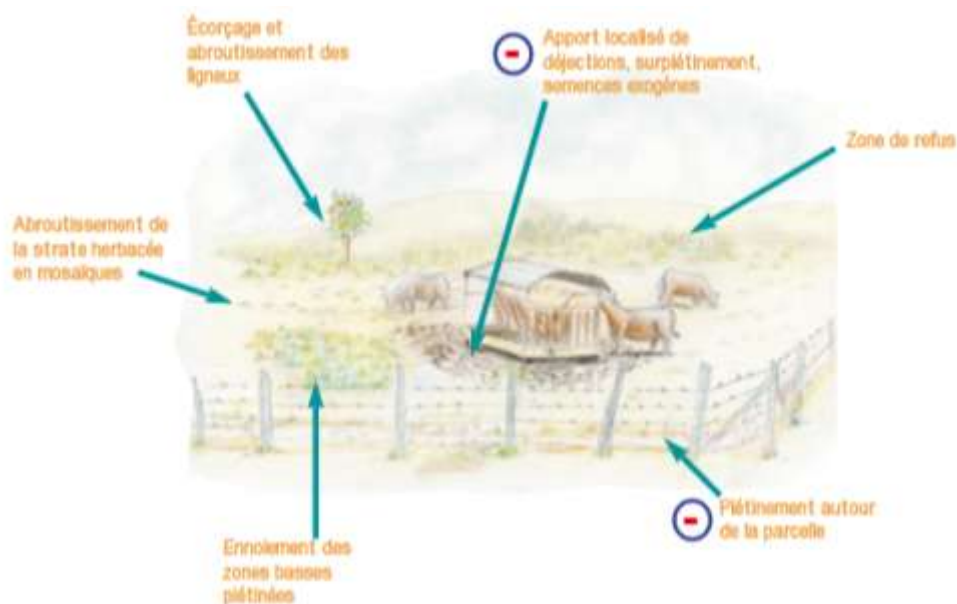 Écorçage et
abroutissement des
ligneux
Apport localisé de
déjections, surpiétinement,
semences exogènes
Zone de refus
Abroutissement de
la strate herbacée
en mosaïques
Piétinement autour
de la parcelle
Ennoiement des
zones basses
piétinées